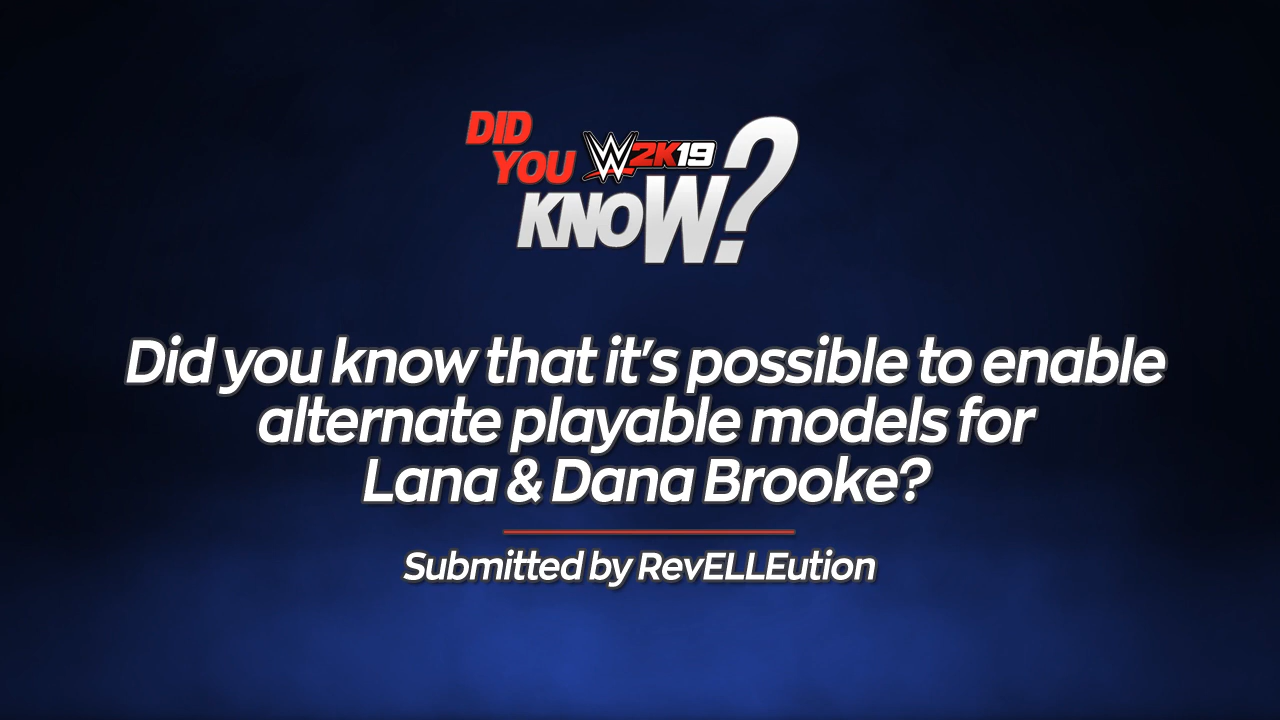 DID
YOU W 2K19
KNOW?
Did you know that it's possible to enable
alternate playable models for
Lana & Dana Brooke?
Submitted by RevELLEution